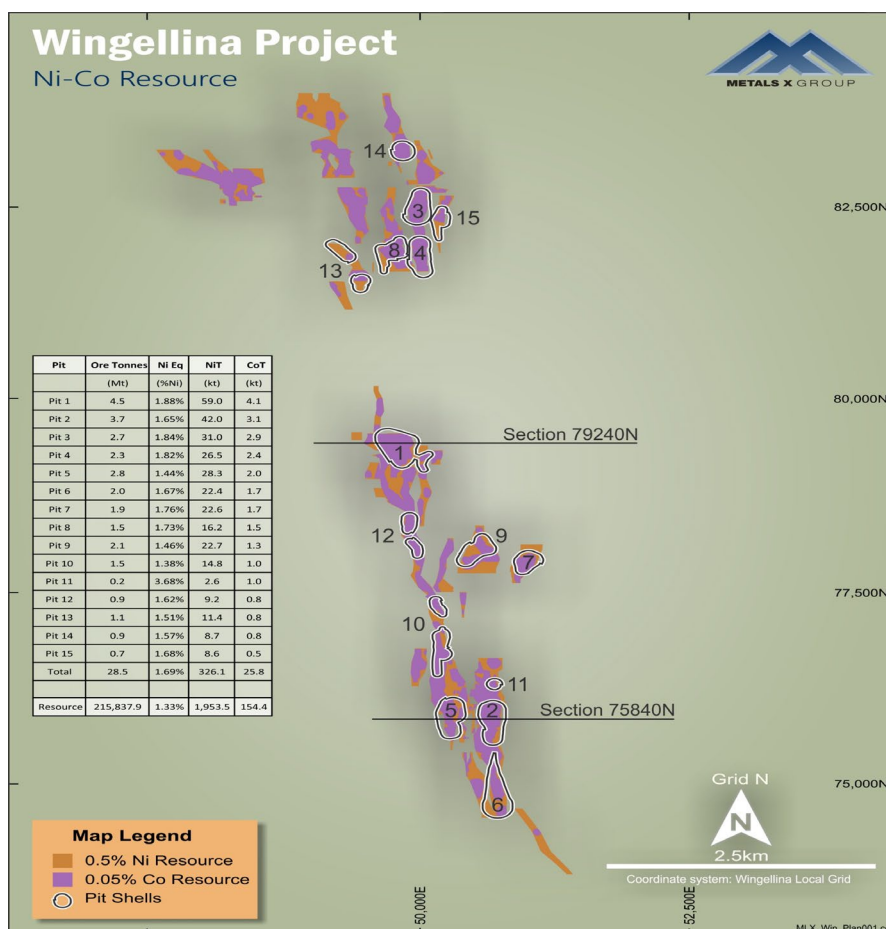 Wingellina Project
Ni-Co Resource
METALS X GROUP
14
3
15
82,500N
8
4
13
Pit Ore Tonnes Ni Eq NiT CoT
(Mt) (%Ni) (kt) (kt)
Pit 1 4.5 1.88% 59.0 4.1
Pit 2 3.7 1.65% 42.0 3.1
Pit 3 2.7 1.84% 31.0 2.9
Pit 4 2.3 1.82% 26.5 2.4
Pit 5 2.8 1.44% 28.3 2.0
Pit 6 2.0 1.67% 22.4 1.7
Pit 7 1.9 1.76% 22.6 1.7
Pit 8 1.5 1.73% 16.2 1.5
Pit 9 2.1 1.46% 22.7 1.3
Pit 10 1.5 1.38% 14.8 1.0
Pit 11 0.2 3.68% 2.6 1.0
Pit 12 0.9 1.62% 9.2 0.8
Pit 13 1.1 1.51% 11.4 0.8
Pit 14 0.9 1.57% 8.7 0.8
Pit 15 0.7 1.68% 8.6 0.5
Total 28.5 1.69% 326.1 25.8
Resource 215,837.9 1.33% 1,953.5 154.4
80,000N
Section 79240N
1
12
9
7
77,500N
10
11
5
2
Section 75840N
75,000N
6
Grid N
N
2.5km
Coordinate system: Wingellina Local Grid
Map Legend
0.5% Ni Resource
0.05% Co Resource
Pit Shells
50,000E
52,500E